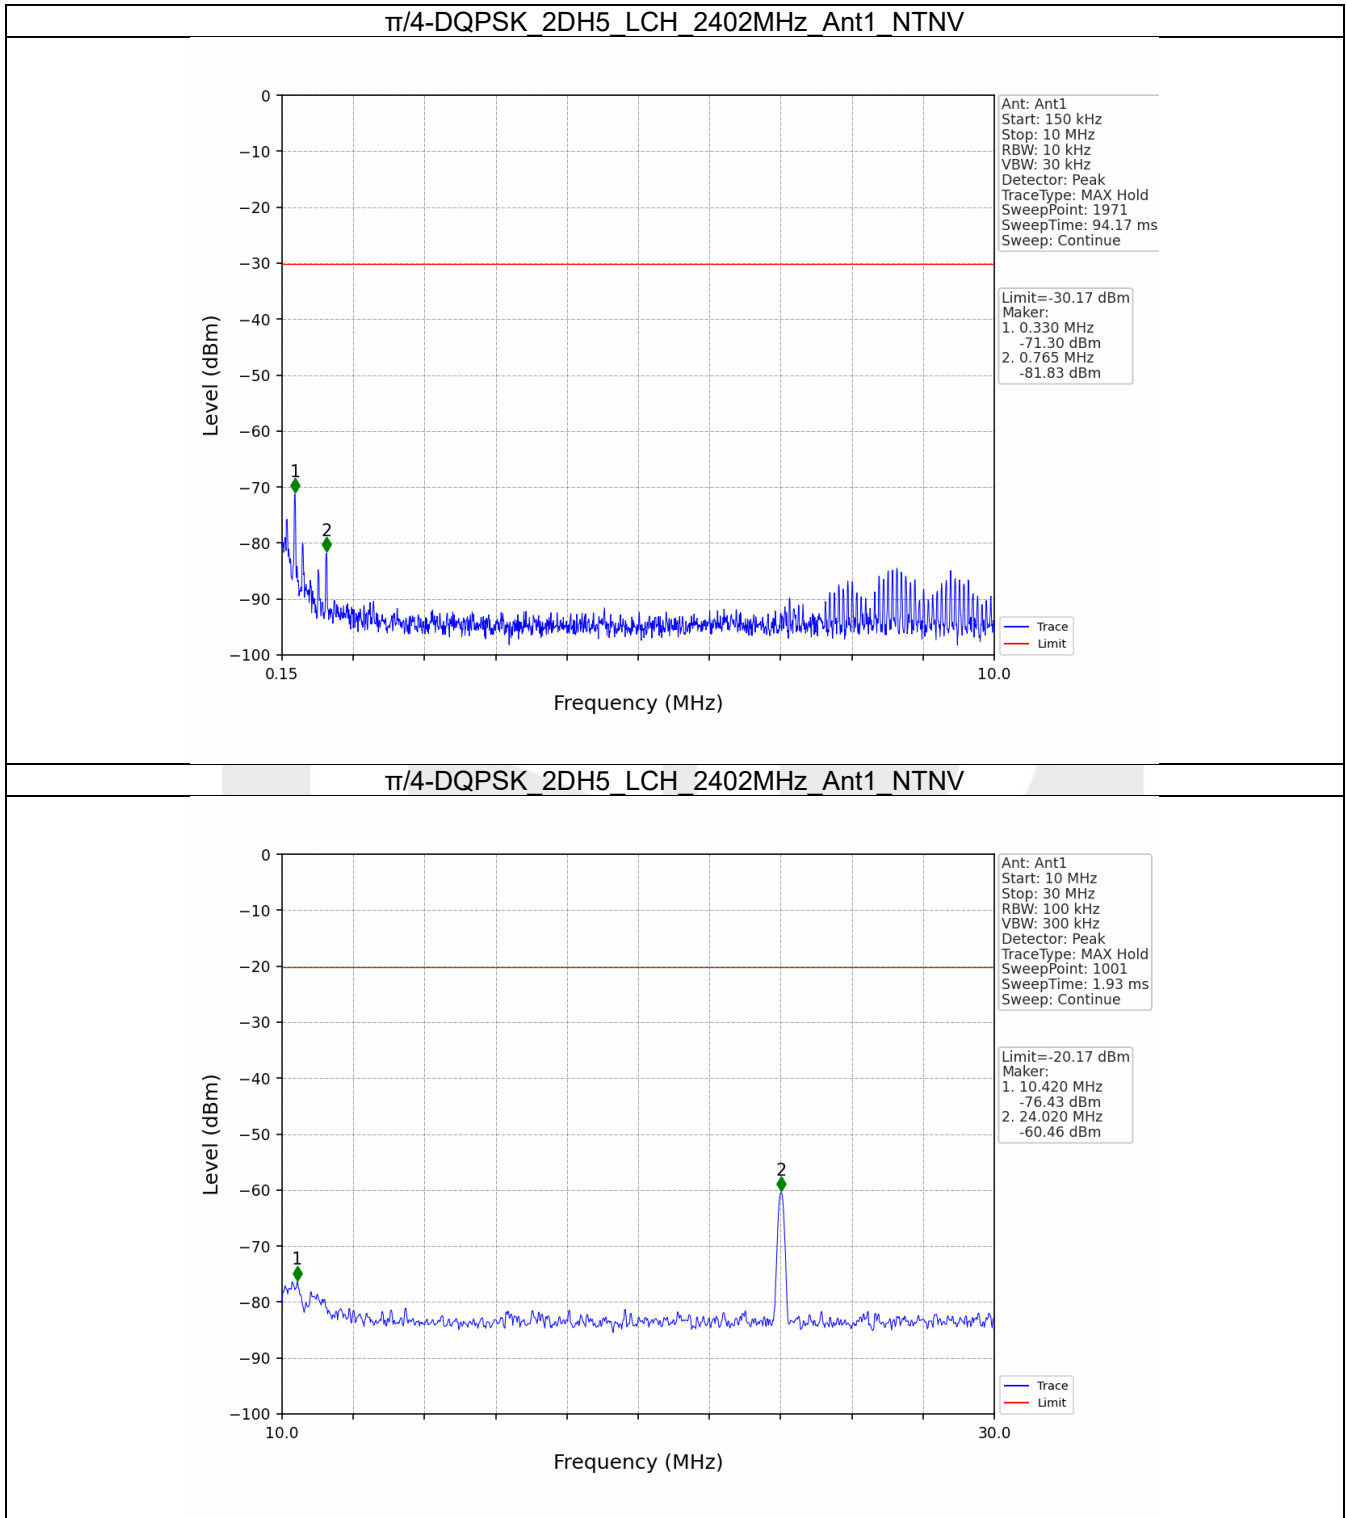 π/4-DQPSK_2DH5_LCH_2402MHz_Ant1_NTNV
0
−10
−20
−30
−40
−50
−60
−70
−80
−90
−100
Level (dBm)
1
2
0.15
10.0
Frequency (MHz)
Ant: Ant1
Start: 150 kHz
Stop: 10 MHz
RBW: 10 kHz
VBW: 30 kHz
Detector: Peak
TraceType: MAX Hold
SweepPoint: 1971
SweepTime: 94.17 ms
Sweep: Continue
Limit=-30.17 dBm
Maker:
1. 0.330 MHz
-71.30 dBm
2. 0.765 MHz
-81.83 dBm
Trace
Limit
π/4-DQPSK_2DH5_LCH_2402MHz_Ant1_NTNV
0
−10
−20
−30
−40
−50
−60
−70
−80
−90
−100
Level (dBm)
1
2
10.0
30.0
Frequency (MHz)
Ant: Ant1
Start: 10 MHz
Stop: 30 MHz
RBW: 100 kHz
VBW: 300 kHz
Detector: Peak
TraceType: MAX Hold
SweepPoint: 1001
SweepTime: 1.93 ms
Sweep: Continue
Limit=-20.17 dBm
Maker:
1. 10.420 MHz
-76.43 dBm
2. 24.020 MHz
-60.46 dBm
Trace
Limit